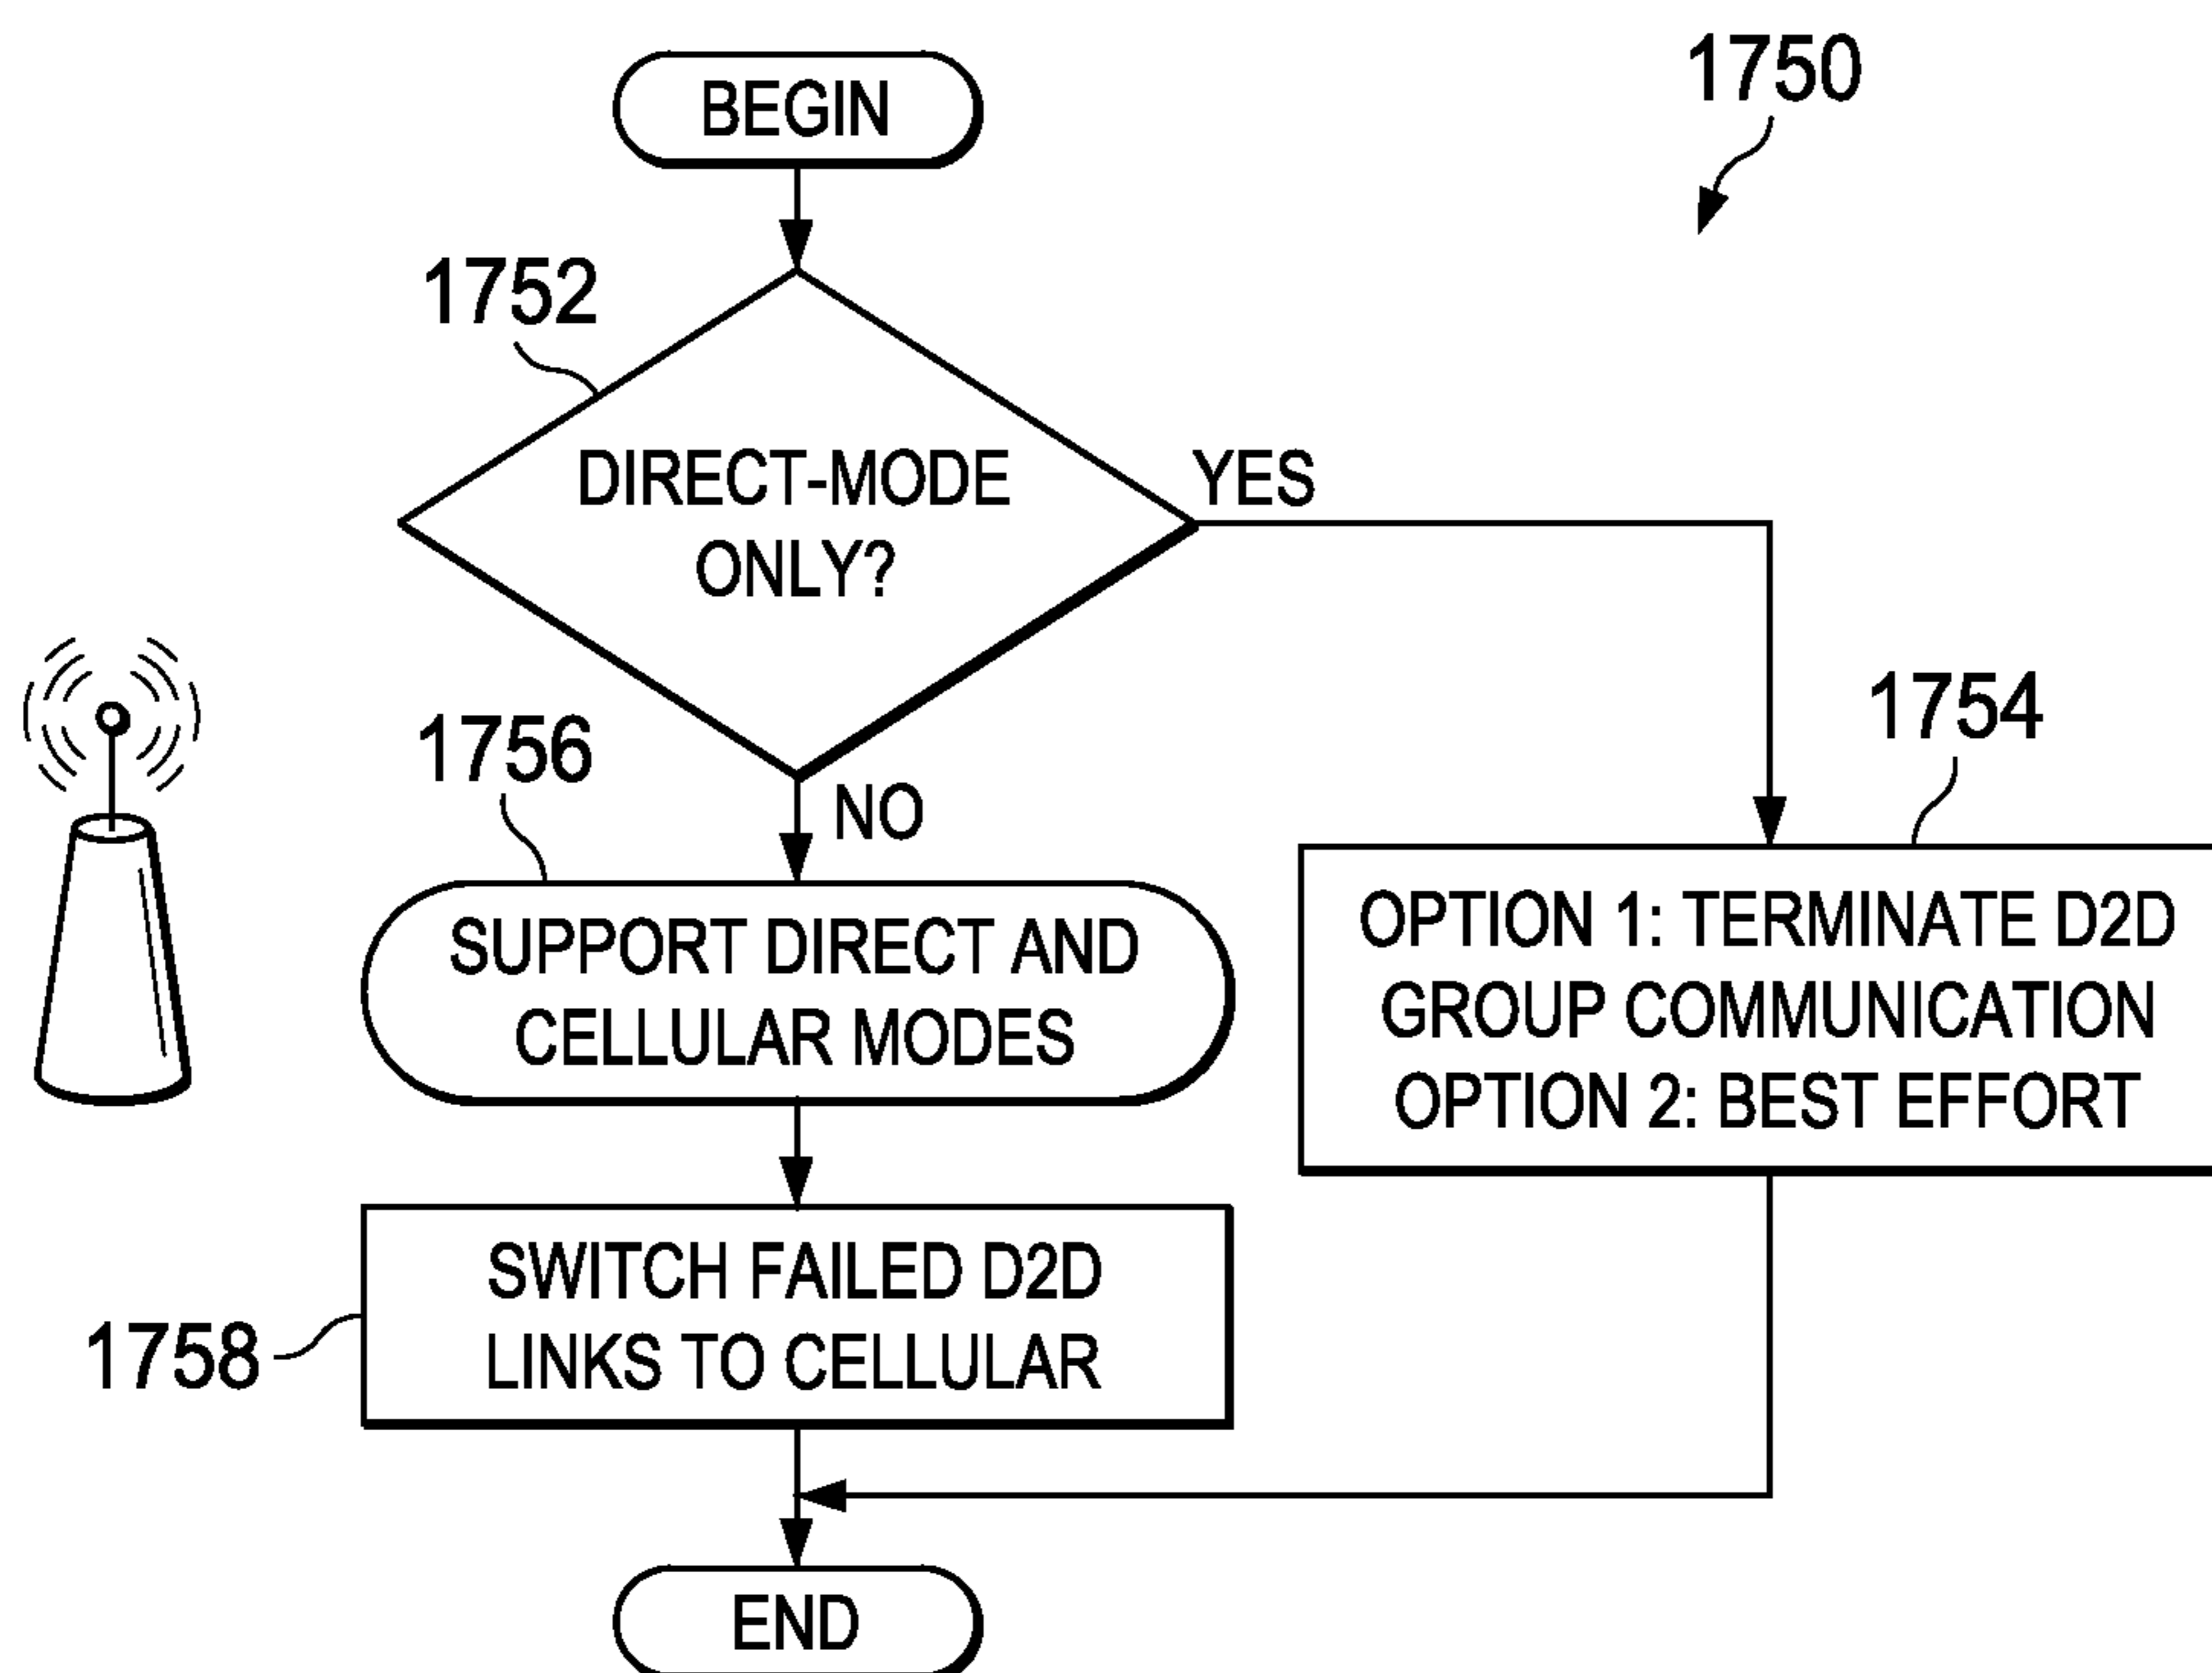 BEGIN
1750
1752
DIRECT-MODE
ONLY?
YES
1756
NO
1754
SUPPORT DIRECT AND
CELLULAR MODES
OPTION 1: TERMINATE D2D
GROUP COMMUNICATION
OPTION 2: BEST EFFORT
SWITCH FAILED D2D
LINKS TO CELLULAR
1758
END